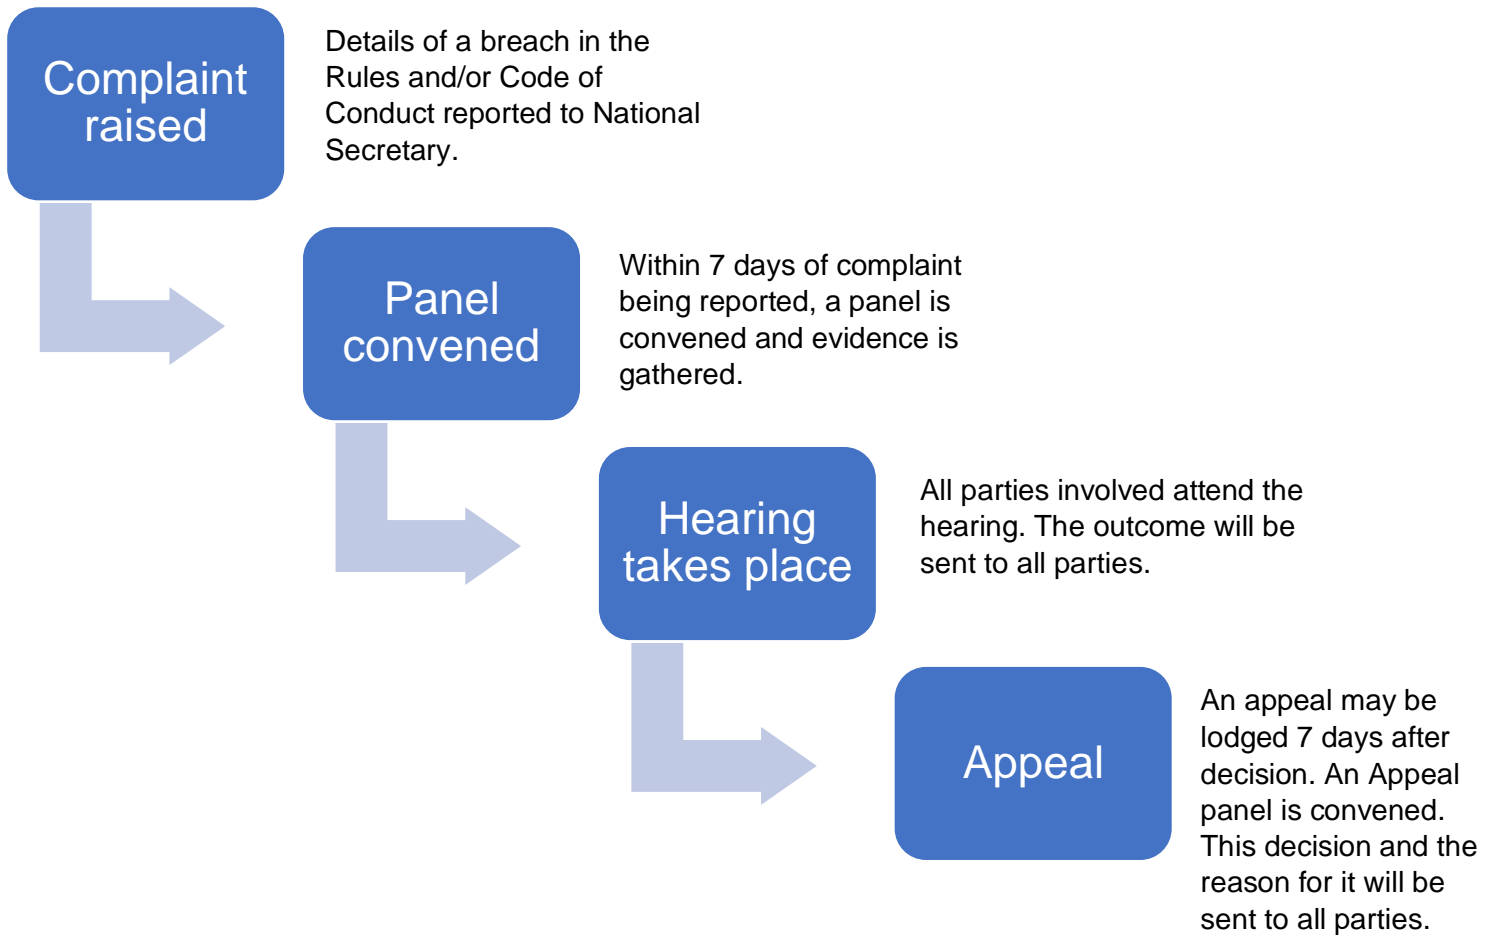 Complaint
raised
Details of a breach in the
Rules and/or Code of
Conduct reported to National
Secretary.
Panel
convened
Within 7 days of complaint
being reported, a panel is
convened and evidence is
gathered.
Hearing
takes place
All parties involved attend the
hearing. The outcome will be
sent to all parties.
Appeal
An appeal may be
lodged 7 days after
decision. An Appeal
panel is convened.
This decision and the
reason for it will be
sent to all parties.